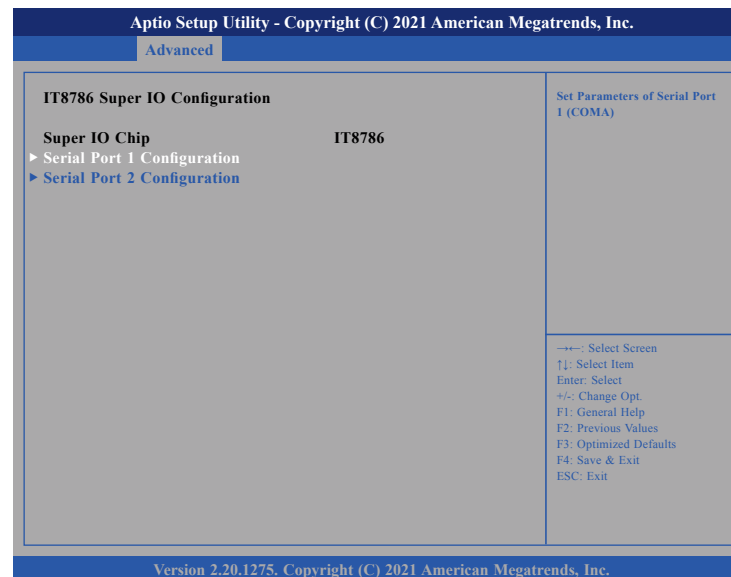 Aptio Setup Utility - Copyright (C) 2021 American Megatrends, Inc.
Advanced
IT8786 Super IO Configuration
Super IO Chip IT8786
▶ Serial Port 1 Configuration
▶ Serial Port 2 Configuration
Set Parameters of Serial Port
1 (COMA)
→←: Select Screen
↑↓: Select Item
Enter: Select
+/-: Change Opt.
F1: General Help
F2: Previous Values
F3: Optimized Defaults
F4: Save & Exit
ESC: Exit
Version 2.20.1275. Copyright (C) 2021 American Megatrends, Inc.